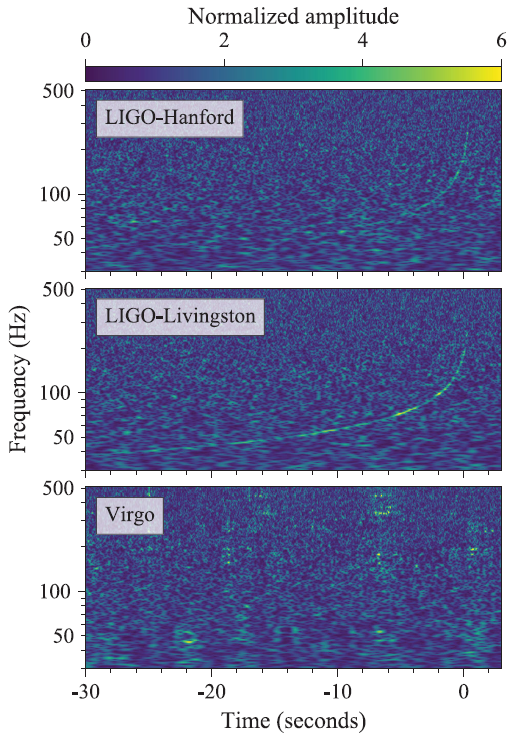 Normalized amplitude
0 2 4 6
500
LIGO-Hanford
100
50
500
LIGO-Livingston
100
50
Frequency (Hz)
500
Virgo
100
50
-30 -20 -10 0
Time (seconds)